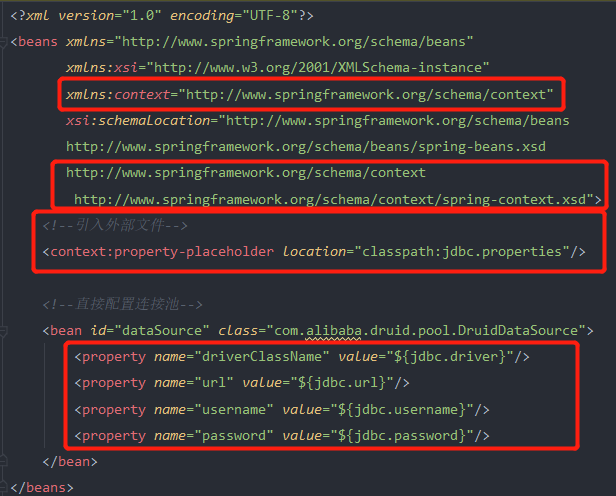 <?xml version="1.0" encoding="UTF-8"?>
<beans xmlns="http://www.springframework.org/schema/beans"
xmlns:xsi="http://www.w3.org/2001/XMLSchema-instance"
xmlns:context="http://www.springframework.org/schema/context"
xsi:schemaLocation="http://www.springframework.org/schema/beans
http://www.springframework.org/schema/beans/spring-beans.xsd
http://www.springframework.org/schema/context
http://www.springframework.org/schema/context/spring-context.xsd">
<!--引入外部文件-->
<context:property-placeholder location="classpath:jdbc.properties"/>
<!--直接配置连接池-->
<bean id="dataSource" class="com.alibaba.druid.pool.DruidDataSource">
<property name="driverClassName" value="${jdbc.driver}"/>
<property name="url" value="${jdbc.url}"/>
<property name="username" value="${jdbc.username}"/>
<property name="password" value="${jdbc.password}"/>
</bean>
</beans>